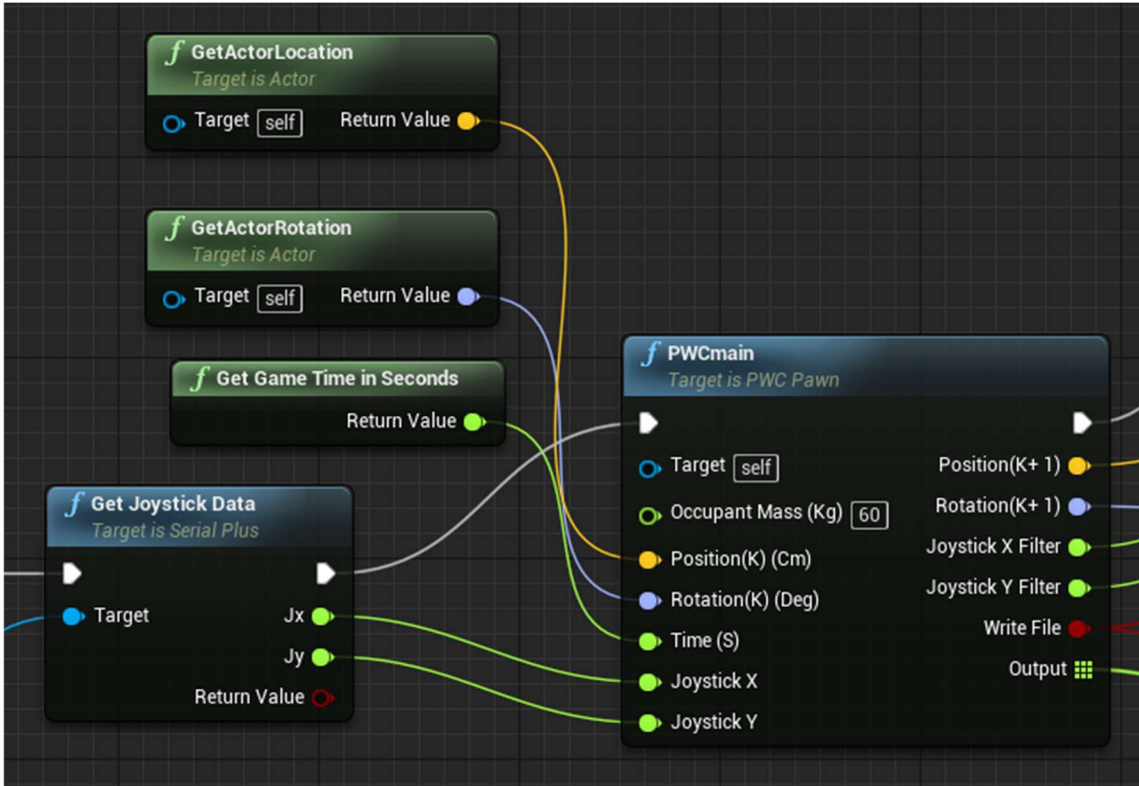 GetActorLocation
Target is Actor
Target self Return Value
GetActorRotation
Target is Actor
Target self Return Value
Get Game Time in Seconds
Return Value
Get Joystick Data
Target is Serial Plus
Target Jx
Jy
Return Value
PWCmain
Target is PWC Pawn
Target self Position(K+ 1)
Occupant Mass (Kg) 60 Rotation(K+ 1)
Position(K) (Cm) Joystick X Filter
Rotation(K) (Deg) Joystick Y Filter
Time (S) Write File
Joystick X Output
Joystick Y